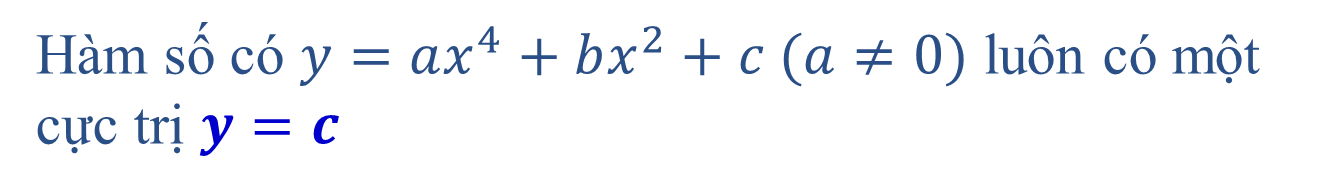 Hàm số có 𝑦 = 𝑎𝑥⁴ + 𝑏𝑥² + 𝑐 (𝑎 ≠ 0) luôn có một
cực trị 𝒚 = 𝒄